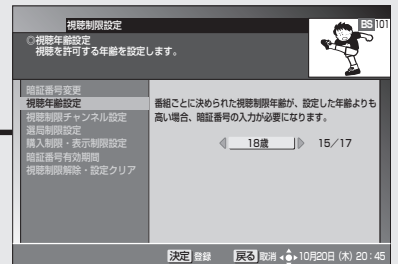 視聴制限設定
BS 101
◎視聴年齢設定
視聴を許可する年齢を設定します。
暗証番号変更
視聴年齢設定
視聴制限チャンネル設定
選局制限設定
購入制限・表示制限設定
暗証番号有効期間
視聴制限解除・設定クリア
番組ごとに決められた視聴制限年齢が、設定した年齢よりも
高い場合、暗証番号の入力が必要になります。
18歳 15/17
決定 登録 戻る 取消 10月20日(木) 20:45